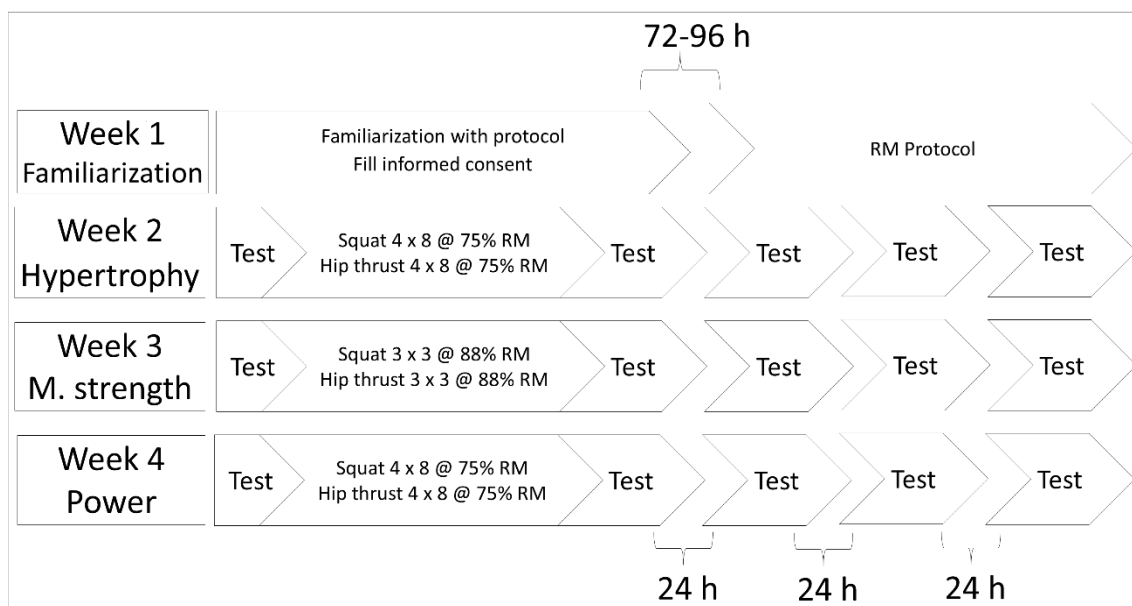 72-96 h
Week 1
Familiarization
Familiarization with protocol
Fill informed consent
RM Protocol
Week 2
Hypertrophy
Test
Squat 4 x 8 @ 75% RM
Hip thrust 4 x 8 @ 75% RM
Test
Test
Test
Test
Week 3
M. strength
Test
Squat 3 x 3 @ 88% RM
Hip thrust 3 x 3 @ 88% RM
Test
Test
Test
Test
Week 4
Power
Test
Squat 4 x 8 @ 75% RM
Hip thrust 4 x 8 @ 75% RM
Test
Test
Test
Test
24 h
24 h
24 h